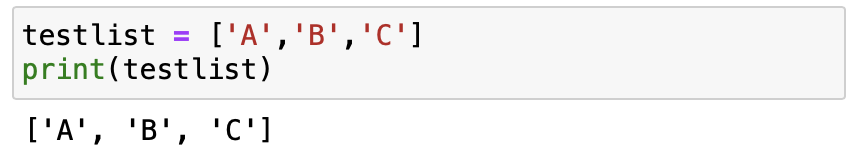 testlist = ['A','B','C']
print(testlist)
['A', 'B', 'C']